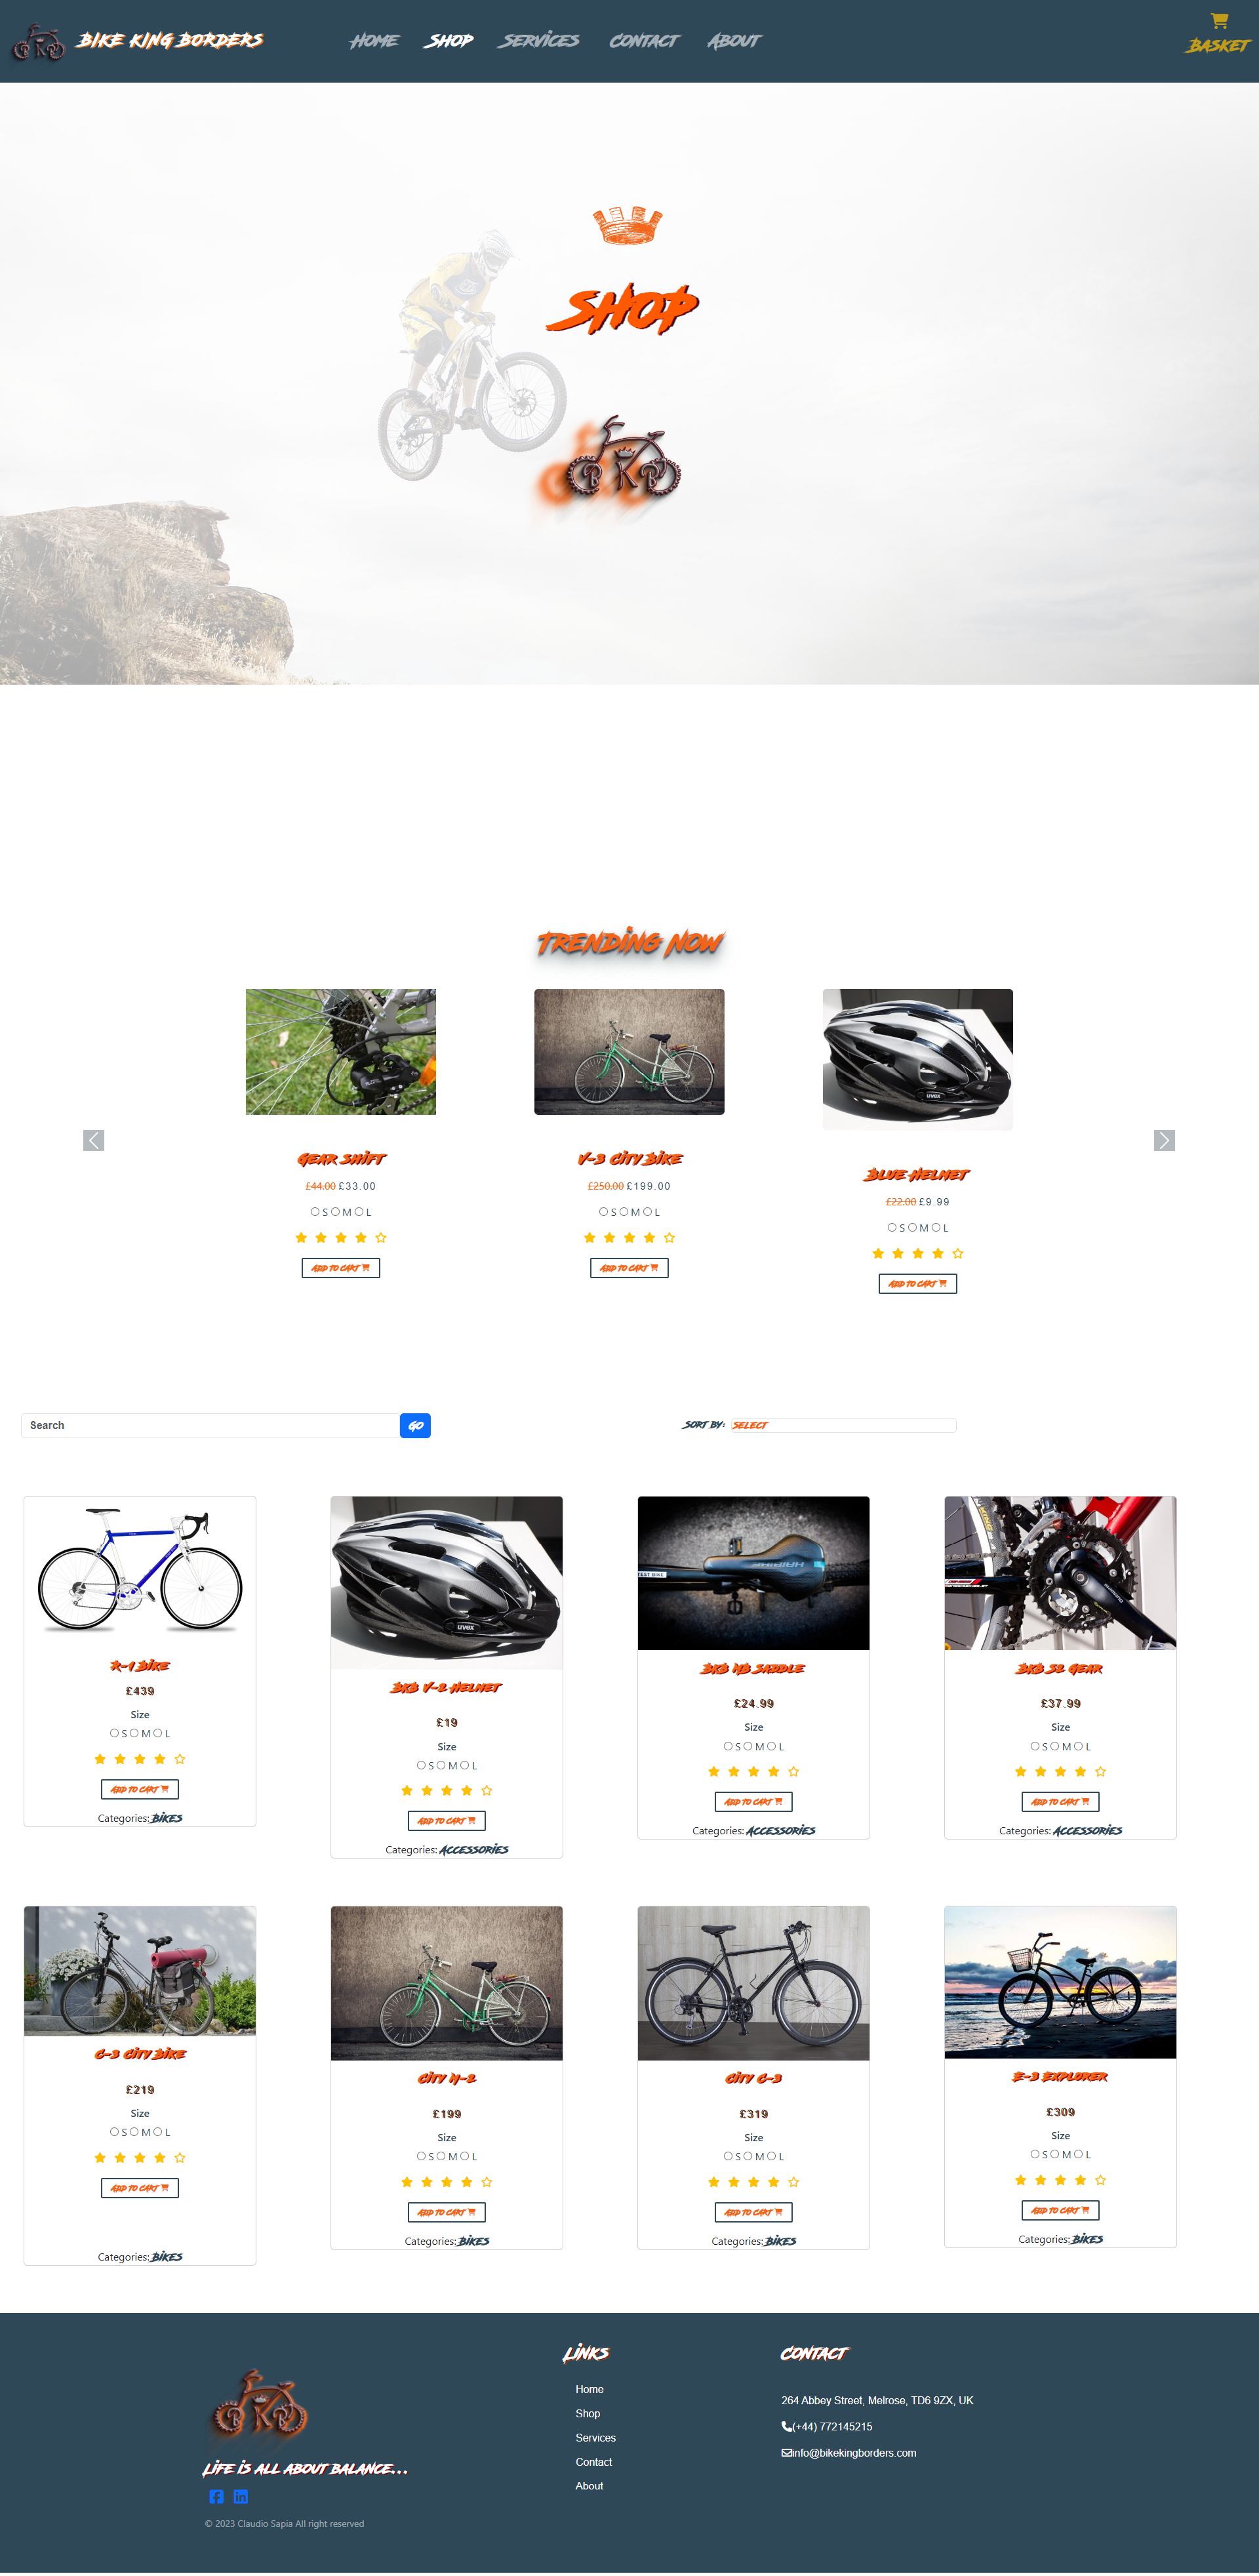 BIKE KING BORDERS
HOME
SHOP
SERVICES
CONTACT
ABOUT
BASKET
SHOP
BKB
TRENDING NOW
GEAR SHIFT
£44.00 £33.00
S M L
ADD TO CART
V-3 CITY BIKE
£250.00 £199.00
S M L
ADD TO CART
uvex
BLUE HELMET
£22.00 £9.99
S M L
ADD TO CART
Search
GO
SORT BY:
SELECT
R-1 BIKE
£439
Size
S M L
ADD TO CART
Categories: BIKES
uvex
BKB V-2 HELMET
£19
Size
S M L
ADD TO CART
Categories: ACCESSORIES
TEST BIKE
BKB NB SADDLE
£24.99
Size
S M L
ADD TO CART
Categories: ACCESSORIES
BKB S2 GEAR
£37.99
Size
S M L
ADD TO CART
Categories: ACCESSORIES
C-3 CITY BIKE
£219
Size
S M L
ADD TO CART
Categories: BIKES
CITY M-2
£199
Size
S M L
ADD TO CART
Categories: BIKES
CITY C-3
£319
Size
S M L
ADD TO CART
Categories: BIKES
E-3 EXPLORER
£309
Size
S M L
ADD TO CART
Categories: BIKES
BKB
LIFE IS ALL ABOUT BALANCE...
© 2023 Claudio Sapia All right reserved
LINKS
Home
Shop
Services
Contact
About
CONTACT
264 Abbey Street, Melrose, TD6 9ZX, UK
(+44) 772145215
info@bikekingborders.com